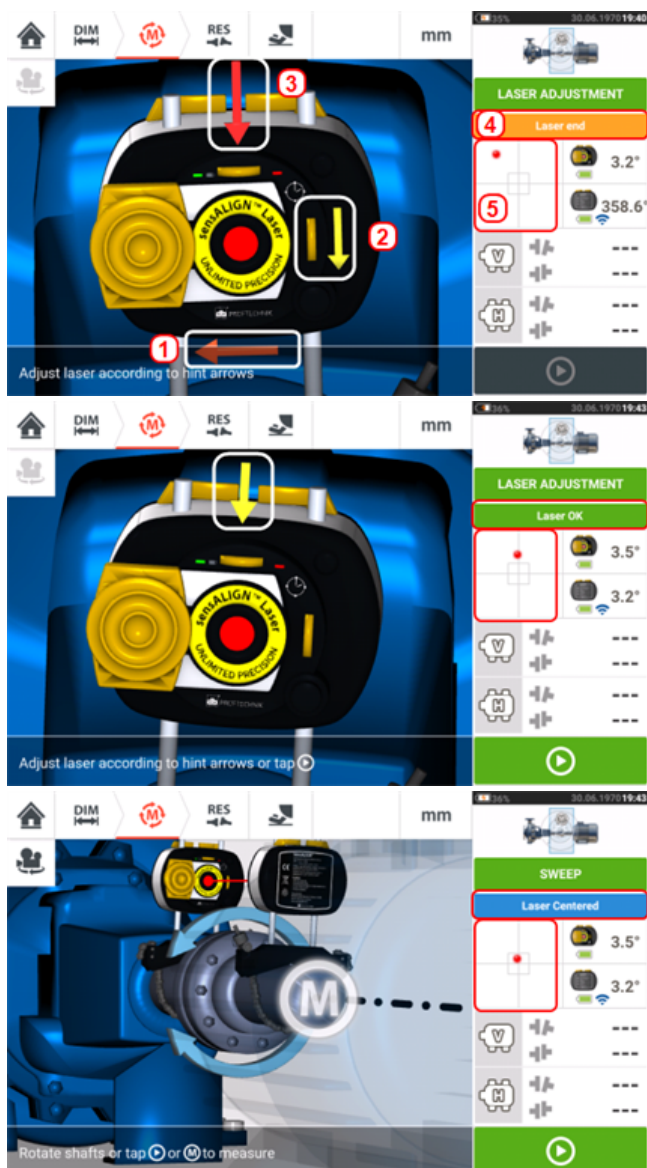 35% 30.06.1970 19:40
DIM M RES mm
LASER ADJUSTMENT
3
4 Laser end
3.2°
5
358.6°
sensALIGN™ Laser
UNLIMITED PRECISION
2
PRÜFTECHNIK
V ---
---
H ---
---
1
Adjust laser according to hint arrows
36% 30.06.1970 19:43
DIM M RES mm
LASER ADJUSTMENT
Laser OK
3.5°
3.2°
sensALIGN™ Laser
UNLIMITED PRECISION
PRÜFTECHNIK
V ---
---
H ---
---
Adjust laser according to hint arrows or tap
36% 30.06.1970 19:43
DIM M RES mm
SWEEP
Laser Centered
3.5°
3.2°
M
V ---
---
H ---
---
Rotate shafts or tap or M to measure